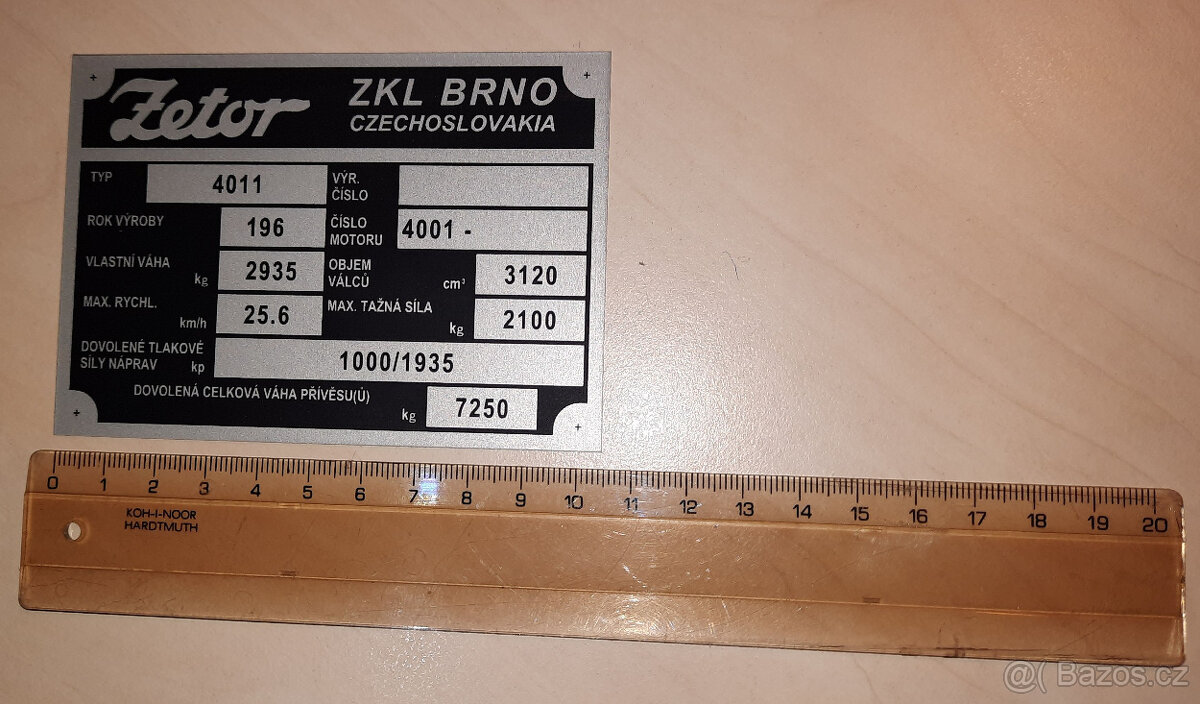 Zetor
ZKL BRNO
CZECHOSLOVAKIA
TYP 4011 VÝR. ČÍSLO
ROK VÝROBY 196 ČÍSLO MOTORU 4001 -
VLASTNÍ VÁHA kg 2935 OBJEM VÁLCŮ cm³ 3120
MAX. RYCHL. km/h 25.6 MAX. TAŽNÁ SÍLA kg 2100
DOVOLENÉ TLAKOVÉ SÍLY NÁPRAV kp 1000/1935
DOVOLENÁ CELKOVÁ VÁHA PŘÍVĚSU(Ů) kg 7250
0 1 2 3 4 5 6 7 8 9 10 11 12 13 14 15 16 17 18 19 20
KOH-I-NOOR
HARDTMUTH
@( Bazos.cz